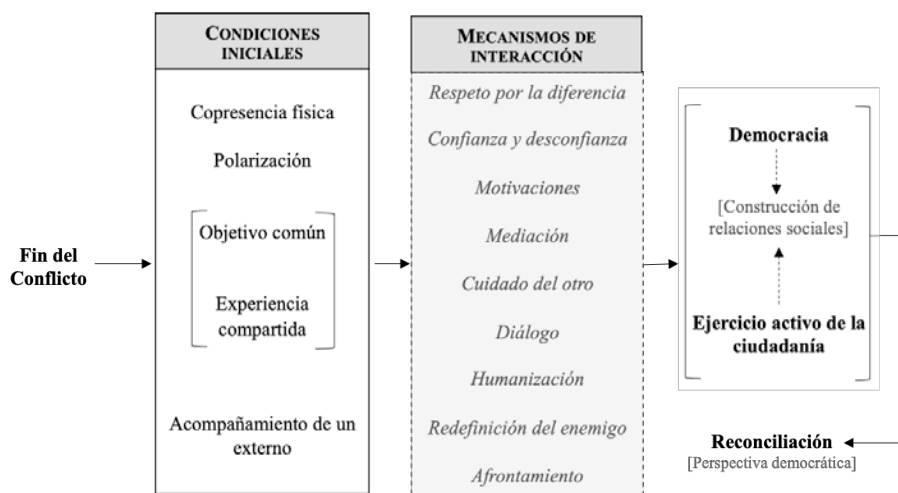 Fin del
Conflicto
CONDICIONES
INICIALES
Copresencia física
Polarización
Objetivo común
Experiencia
compartida
Acompañamiento de un
externo
MECANISMOS DE
INTERACCIÓN
Respeto por la diferencia
Confianza y desconfianza
Motivaciones
Mediación
Cuidado del otro
Diálogo
Humanización
Redefinición del enemigo
Afrontamiento
Democracia
[Construcción de
relaciones sociales]
Ejercicio activo de la
ciudadanía
Reconciliación
[Perspectiva democrática]